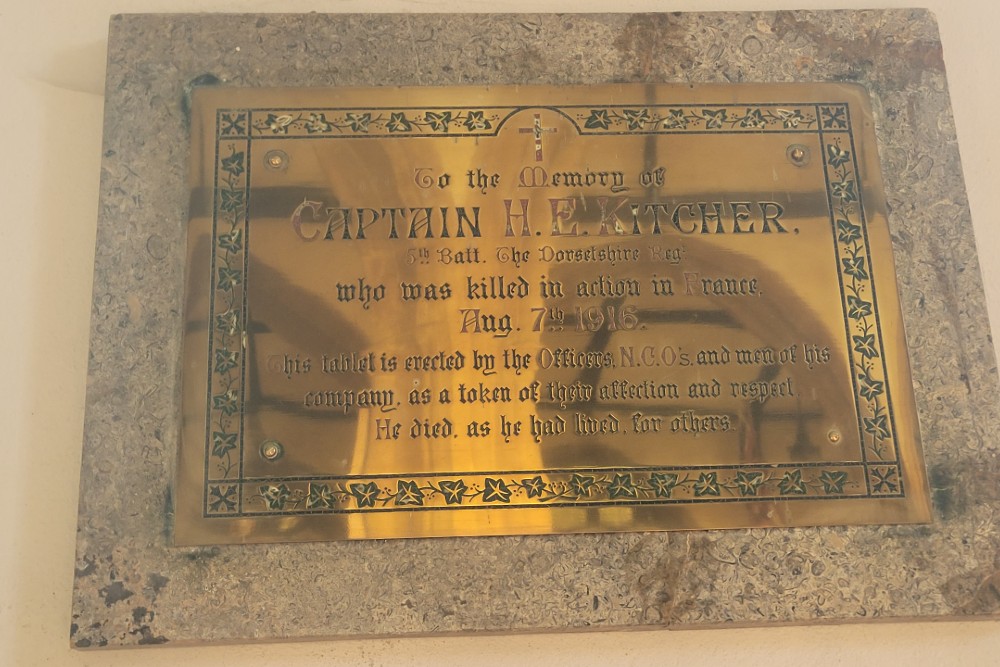 To the Memory of
CAPTAIN H. E. KITCHER.
5th Batt. The Dorsetshire Reg.
who was killed in action in France,
Aug. 7th 1916.
This tablet is erected by the Officers, N.C.O's. and men of his
company, as a token of their affection and respect.
He died, as he had lived, for others.